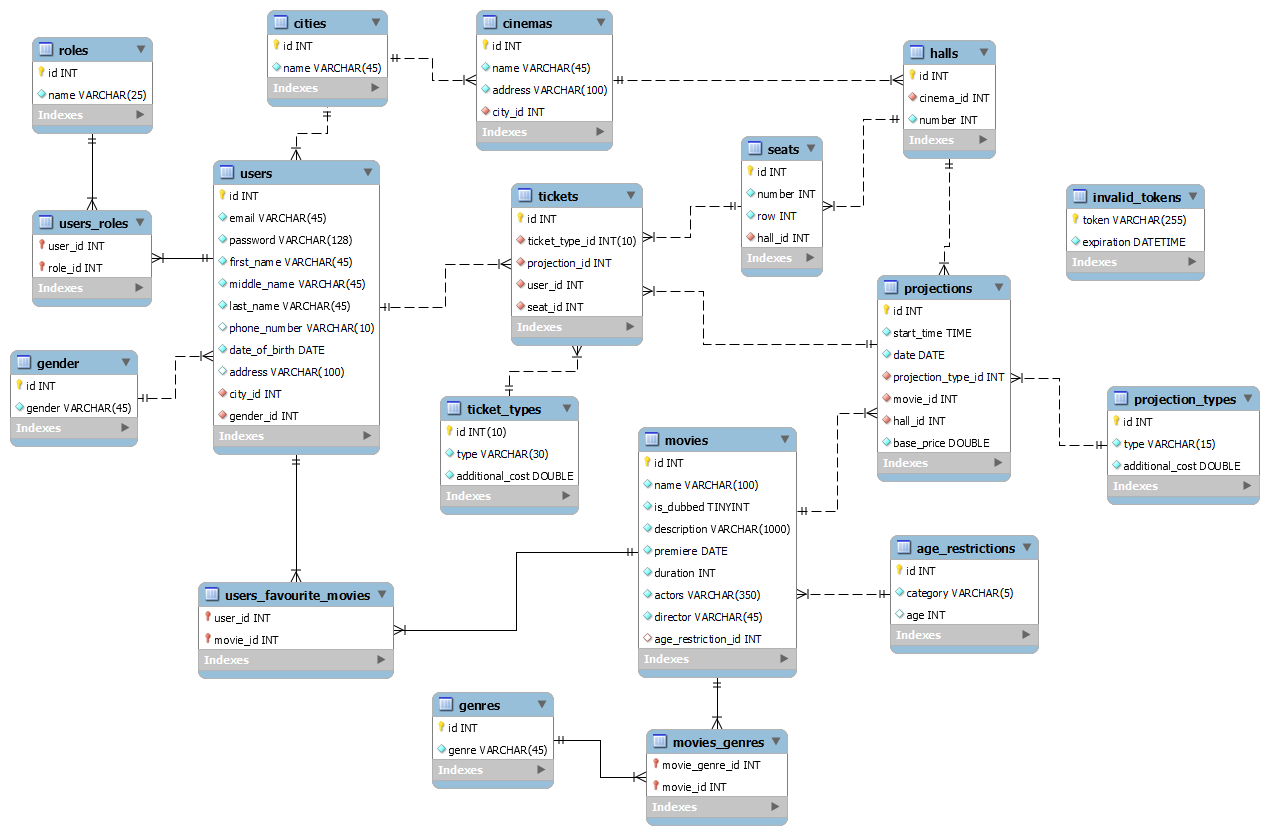 cities
id INT
name VARCHAR(45)
Indexes
cinemas
id INT
name VARCHAR(45)
address VARCHAR(100)
city_id INT
Indexes
roles
id INT
name VARCHAR(25)
Indexes
halls
id INT
cinema_id INT
number INT
Indexes
seats
id INT
number INT
row INT
hall_id INT
Indexes
users
id INT
email VARCHAR(45)
password VARCHAR(128)
first_name VARCHAR(45)
middle_name VARCHAR(45)
last_name VARCHAR(45)
phone_number VARCHAR(10)
date_of_birth DATE
address VARCHAR(100)
city_id INT
gender_id INT
Indexes
tickets
id INT
ticket_type_id INT(10)
projection_id INT
user_id INT
seat_id INT
Indexes
invalid_tokens
token VARCHAR(255)
expiration DATETIME
Indexes
users_roles
user_id INT
role_id INT
Indexes
projections
id INT
start_time TIME
date DATE
projection_type_id INT
movie_id INT
hall_id INT
base_price DOUBLE
Indexes
gender
id INT
gender VARCHAR(45)
Indexes
ticket_types
id INT(10)
type VARCHAR(30)
additional_cost DOUBLE
Indexes
projection_types
id INT
type VARCHAR(15)
additional_cost DOUBLE
Indexes
movies
id INT
name VARCHAR(100)
is_dubbed TINYINT
description VARCHAR(1000)
premiere DATE
duration INT
actors VARCHAR(350)
director VARCHAR(45)
age_restriction_id INT
Indexes
age_restrictions
id INT
category VARCHAR(5)
age INT
Indexes
users_favourite_movies
user_id INT
movie_id INT
Indexes
genres
id INT
genre VARCHAR(45)
Indexes
movies_genres
movie_genre_id INT
movie_id INT
Indexes